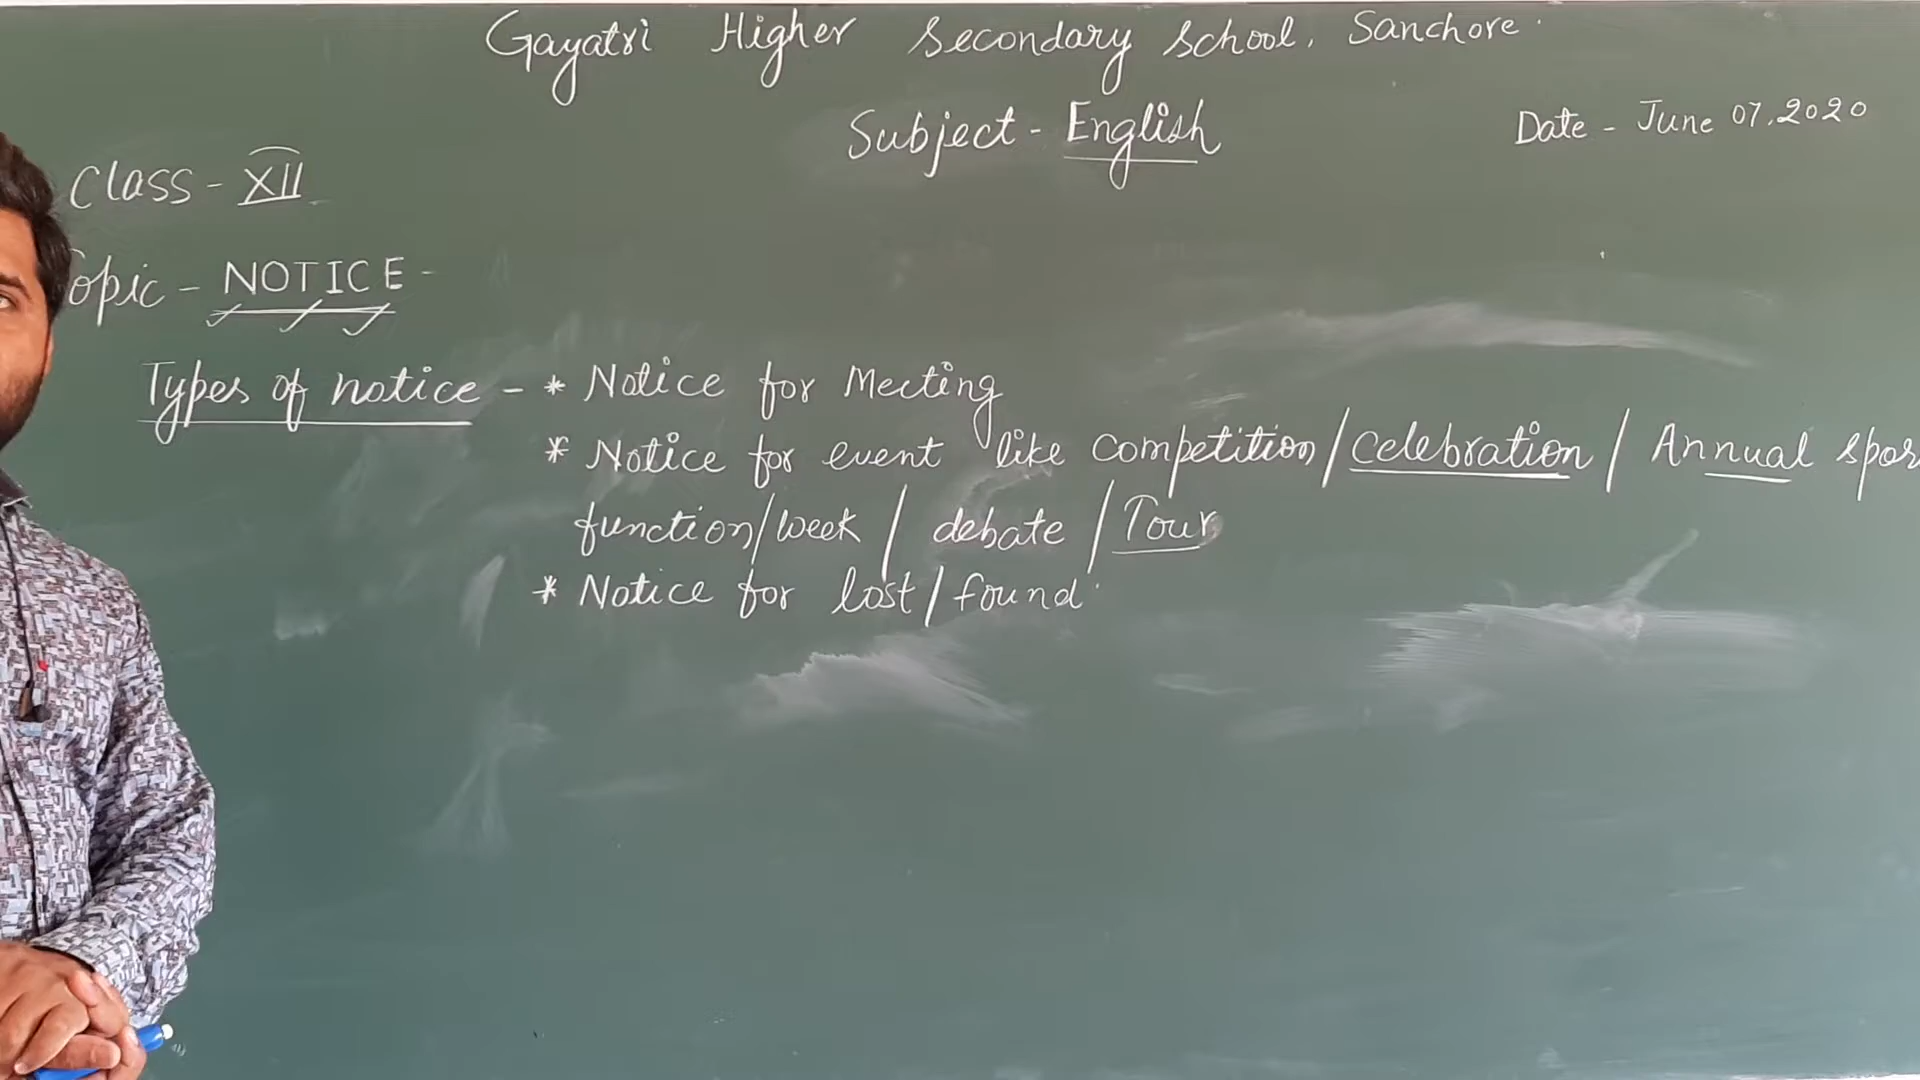 Gayatri Higher Secondary School, Sanchore.
Subject - English
Date - June 07, 2020
Class - XII
opic - NOTICE -
Types of notice - * Notice for Meeting
* Notice for event like competition / celebration / Annual spor
function/week / debate / Tour
* Notice for lost / found.